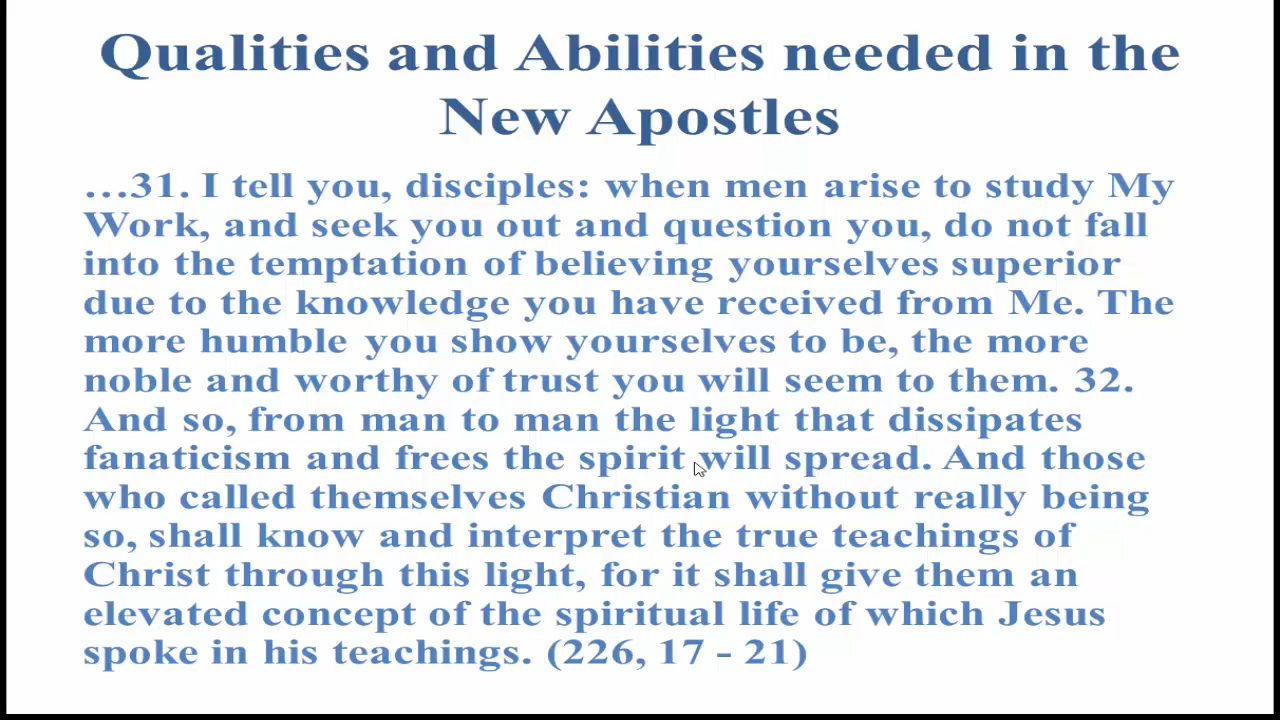 Qualities and Abilities needed in the
New Apostles
…31. I tell you, disciples: when men arise to study My
Work, and seek you out and question you, do not fall
into the temptation of believing yourselves superior
due to the knowledge you have received from Me. The
more humble you show yourselves to be, the more
noble and worthy of trust you will seem to them. 32.
And so, from man to man the light that dissipates
fanaticism and frees the spirit will spread. And those
who called themselves Christian without really being
so, shall know and interpret the true teachings of
Christ through this light, for it shall give them an
elevated concept of the spiritual life of which Jesus
spoke in his teachings. (226, 17 - 21)